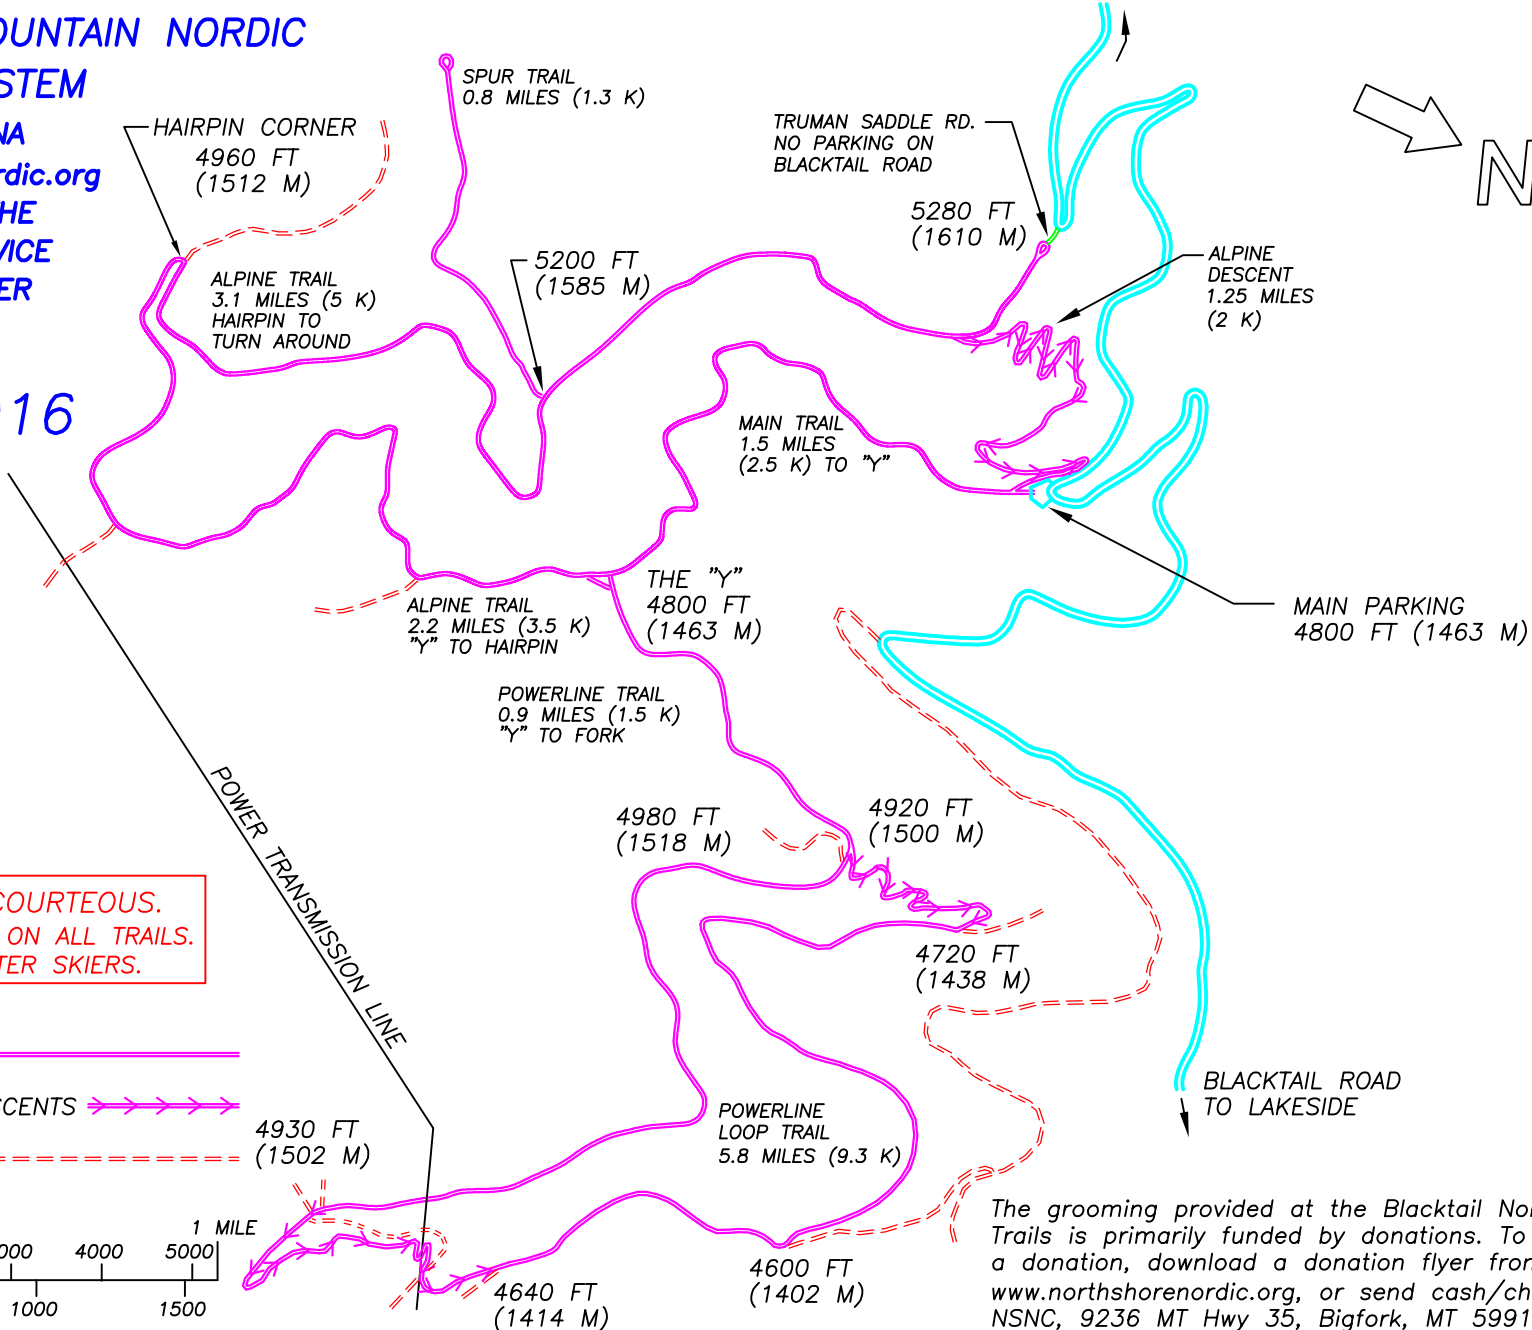 OUNTAIN NORDIC
STEM
NA
rdic.org
HE
VICE
ER
016
HAIRPIN CORNER
4960 FT
(1512 M)
SPUR TRAIL
0.8 MILES (1.3 K)
TRUMAN SADDLE RD.
NO PARKING ON
BLACKTAIL ROAD
N
5280 FT
(1610 M)
ALPINE
DESCENT
1.25 MILES
(2 K)
5200 FT
(1585 M)
ALPINE TRAIL
3.1 MILES (5 K)
HAIRPIN TO
TURN AROUND
MAIN TRAIL
1.5 MILES
(2.5 K) TO "Y"
THE "Y"
4800 FT
(1463 M)
MAIN PARKING
4800 FT (1463 M)
ALPINE TRAIL
2.2 MILES (3.5 K)
"Y" TO HAIRPIN
POWERLINE TRAIL
0.9 MILES (1.5 K)
"Y" TO FORK
POWER TRANSMISSION LINE
4980 FT
(1518 M)
4920 FT
(1500 M)
COURTEOUS.
ON ALL TRAILS.
TER SKIERS.
4720 FT
(1438 M)
BLACKTAIL ROAD
TO LAKESIDE
SCENTS
POWERLINE
LOOP TRAIL
5.8 MILES (9.3 K)
4930 FT
(1502 M)
1 MILE
000 4000 5000
1000 1500
4640 FT
(1414 M)
4600 FT
(1402 M)
The grooming provided at the Blacktail Nor
Trails is primarily funded by donations. To
a donation, download a donation flyer from
www.northshorenordic.org, or send cash/ch
NSNC, 9236 MT Hwy 35, Bigfork, MT 5991